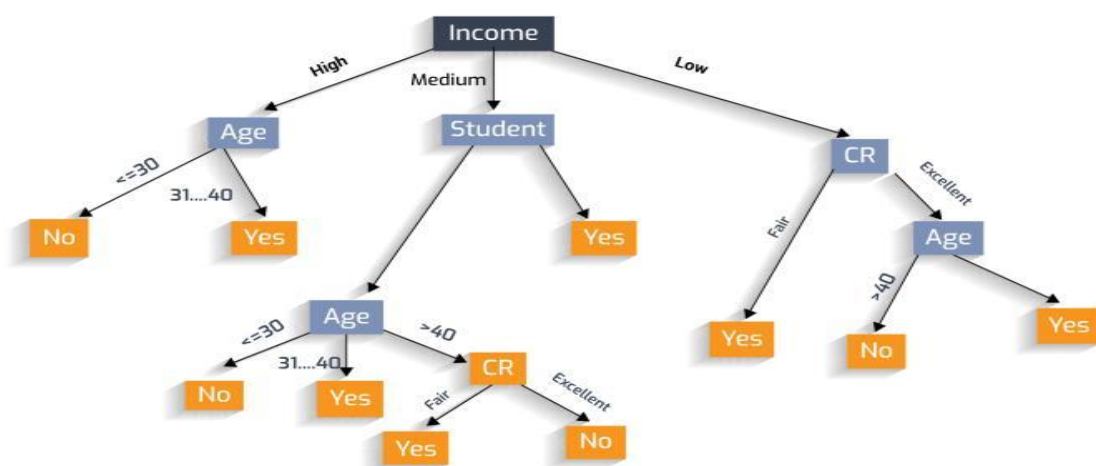 Income
High
Medium
Low
Age
Student
CR
<=30
31....40
Fair
Excellent
No
Yes
Yes
Age
Age
<=30
31....40
>40
>40
Yes
No
Yes
No
Yes
CR
Fair
Excellent
Yes
No